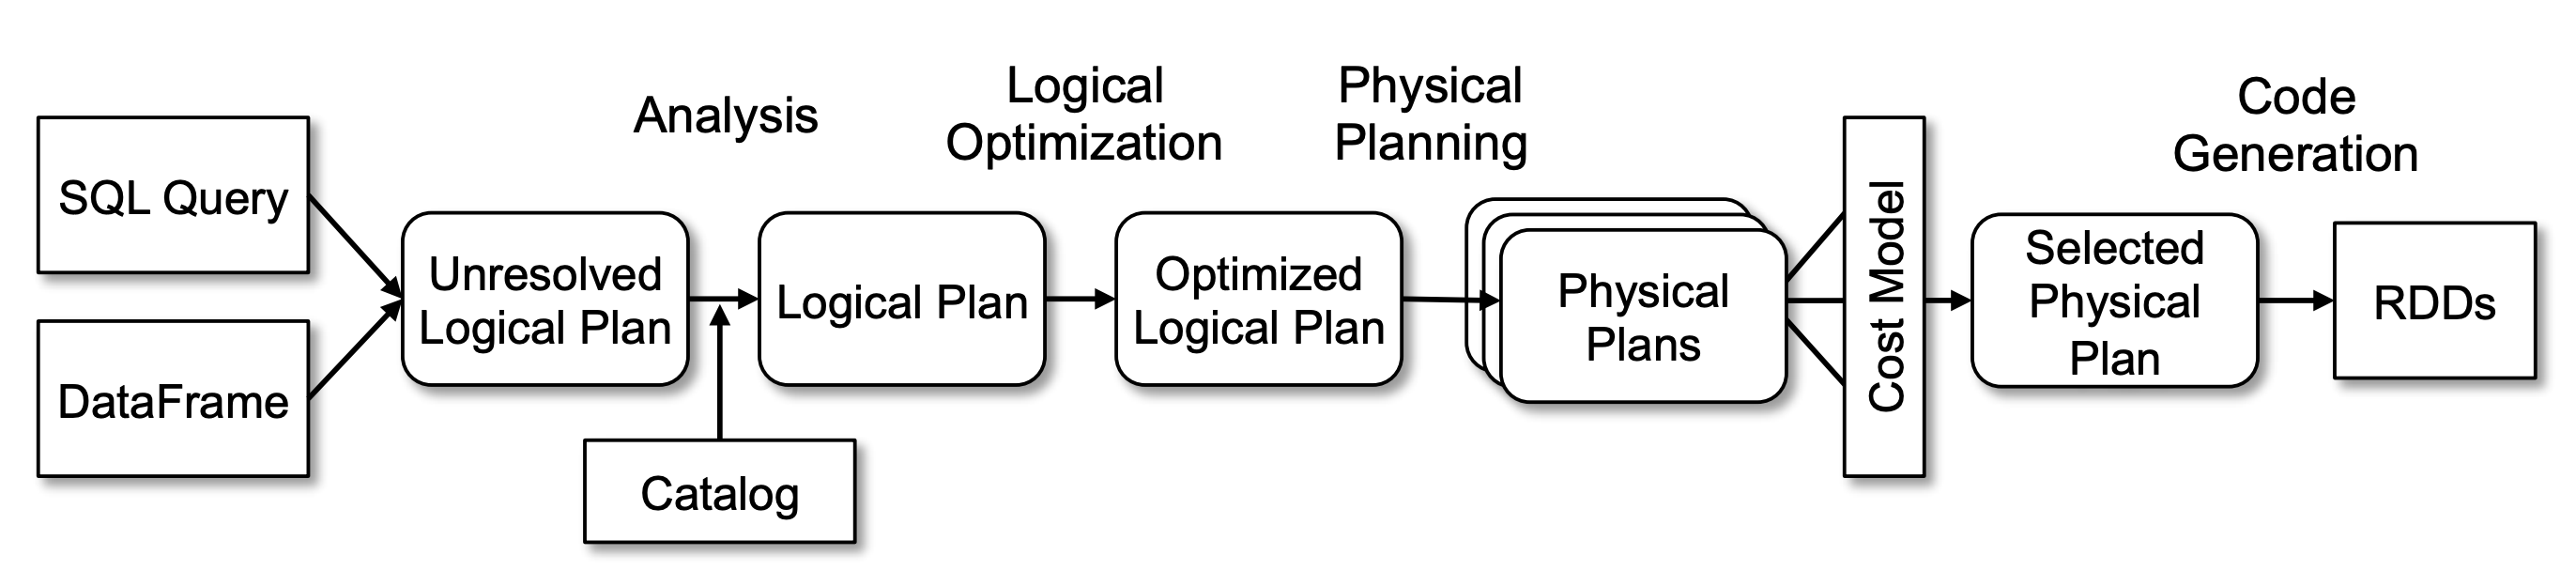 Analysis
Logical
Optimization
Physical
Planning
Code
Generation
SQL Query
DataFrame
Unresolved
Logical Plan
Catalog
Logical Plan
Optimized
Logical Plan
Physical
Plans
Cost Model
Selected
Physical
Plan
RDDs